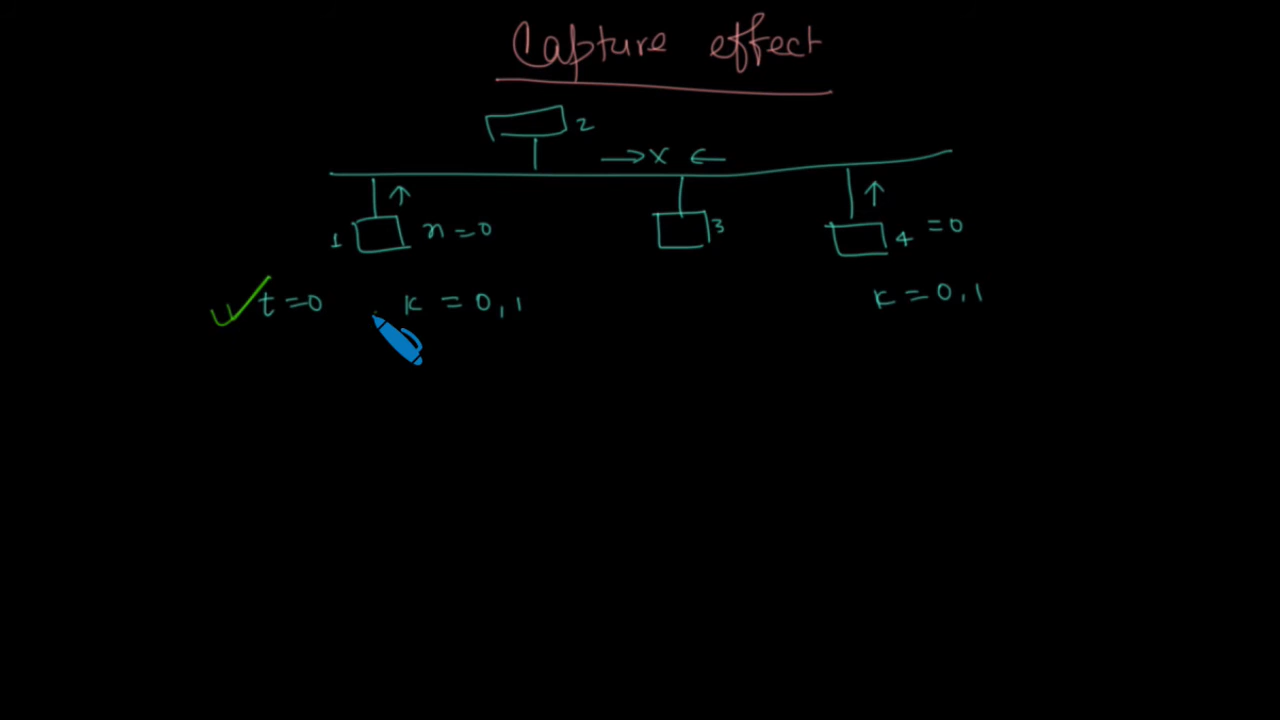 Capture effect
2
→ X ←
1 n=0 3 4 =0
t=0 k = 0,1 k = 0,1